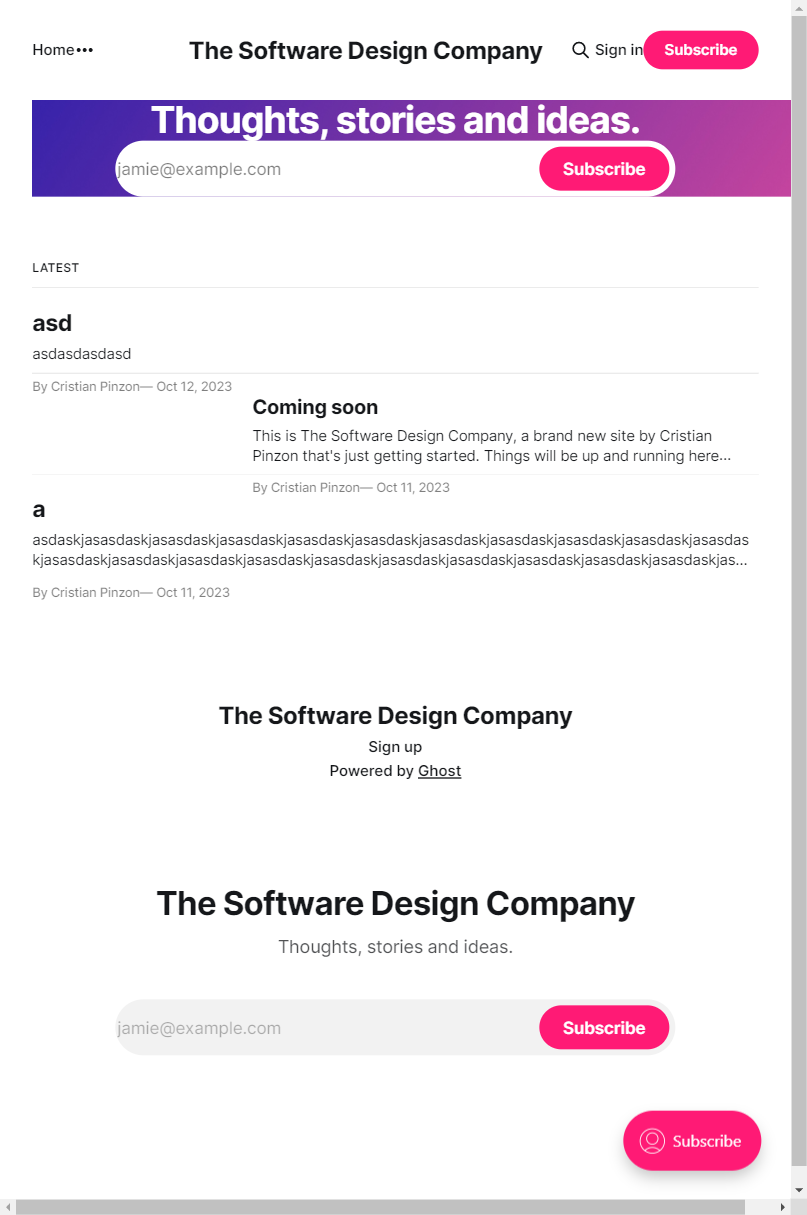 Home••• The Software Design Company Sign in Subscribe
Thoughts, stories and ideas.
jamie@example.com Subscribe
LATEST
asd
asdasdasdasd
By Cristian Pinzon— Oct 12, 2023
Coming soon
This is The Software Design Company, a brand new site by Cristian
Pinzon that's just getting started. Things will be up and running here…
By Cristian Pinzon— Oct 11, 2023
a
asdaskjasasdaskjasasdaskjasasdaskjasasdaskjasasdaskjasasdaskjasasdaskjasasdaskjasasdaskjasasdas
kjasasdaskjasasdaskjasasdaskjasasdaskjasasdaskjasasdaskjasasdaskjasasdaskjasasdaskjasasdaskjas…
By Cristian Pinzon— Oct 11, 2023
The Software Design Company
Sign up
Powered by Ghost
The Software Design Company
Thoughts, stories and ideas.
jamie@example.com Subscribe
Subscribe